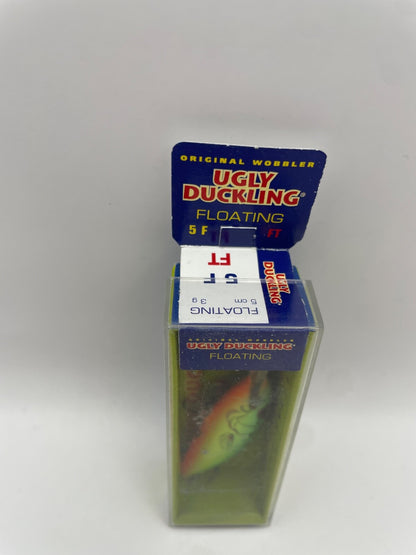 ORIGINAL WOBBLER
UGLY
DUCKLING®
FLOATING
5 F FT
FT
5 F
FLOATING
5 cm 3 g
UGLY
DUCKLING
ORIGINAL WOBBLER
UGLY DUCKLING®
FLOATING